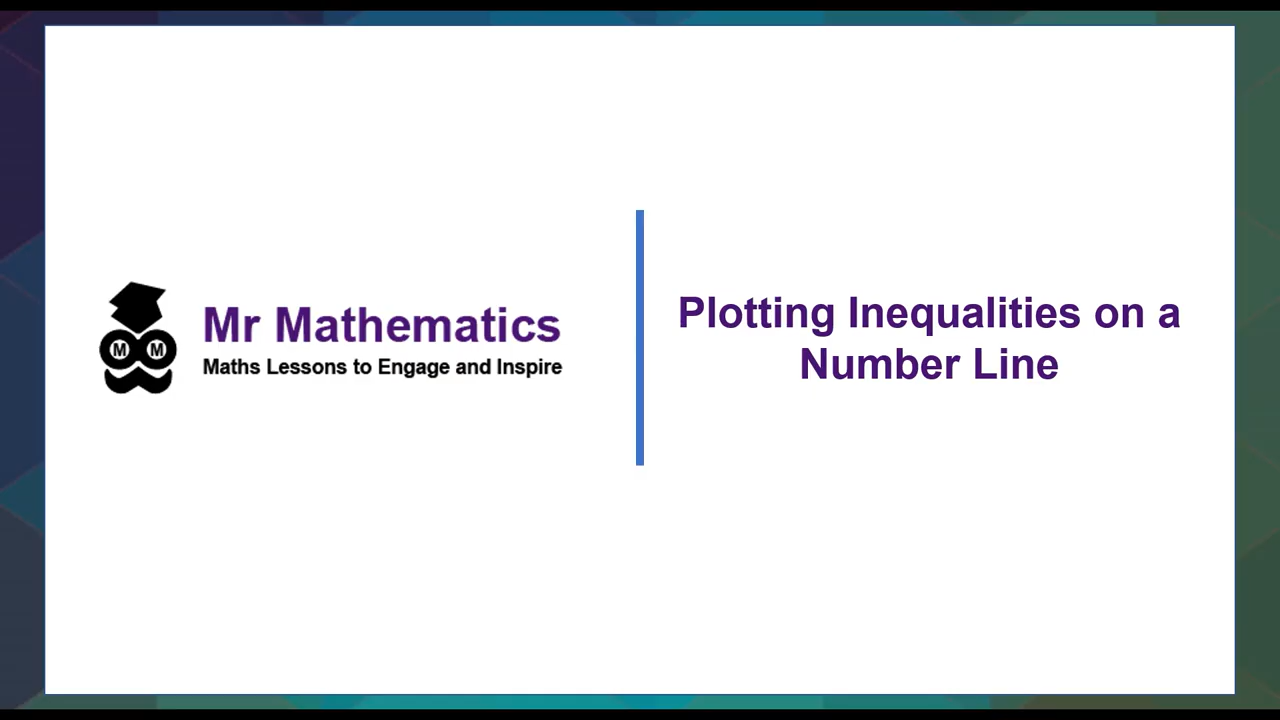 M M
Mr Mathematics
Maths Lessons to Engage and Inspire
Plotting Inequalities on a
Number Line